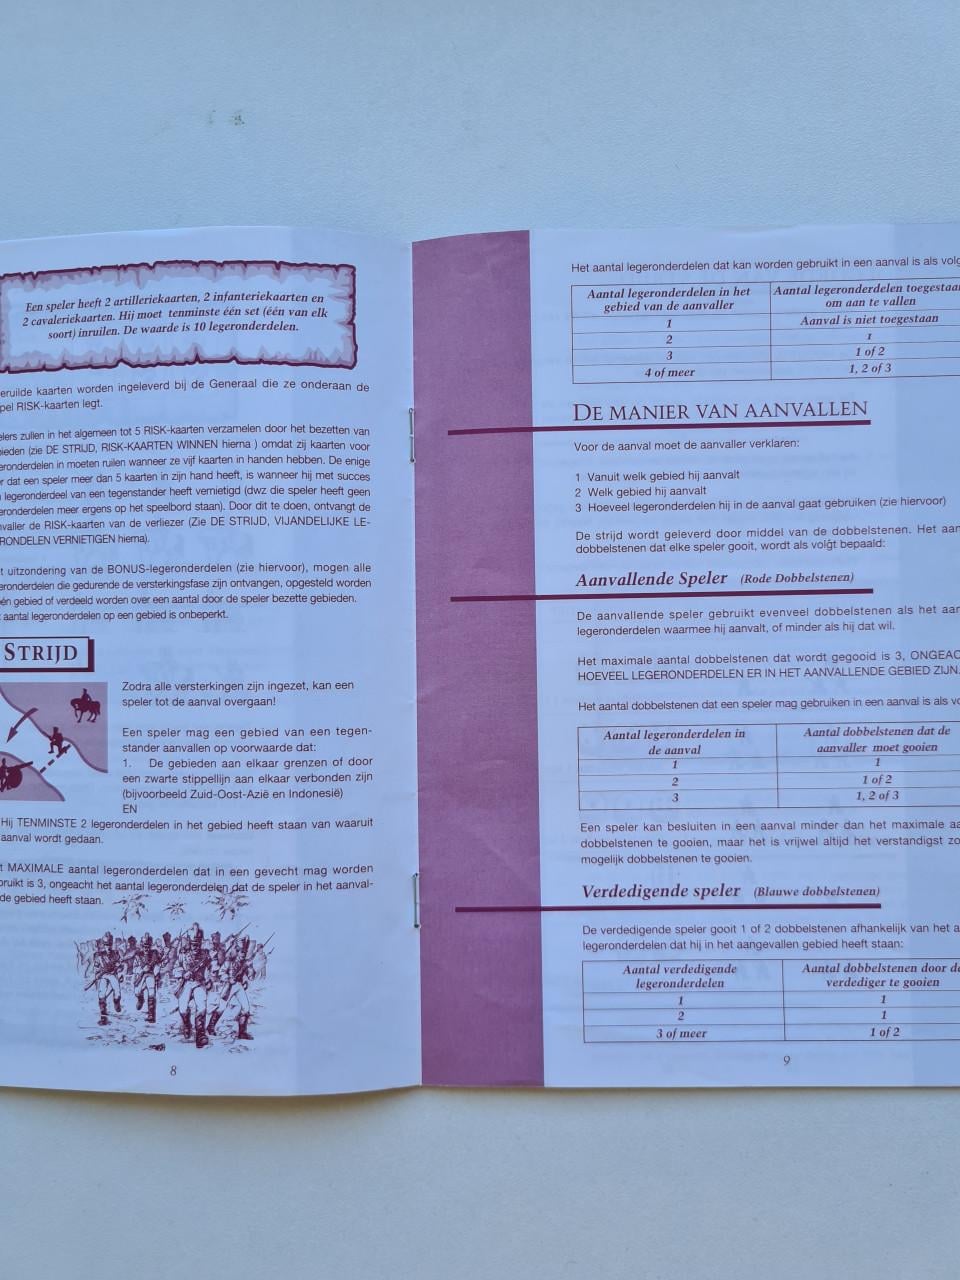 Een speler heeft 2 artilleriekaarten, 2 infanteriekaarten en
2 cavaleriekaarten. Hij moet tenminste één set (één van elk
soort) inruilen. De waarde is 10 legeronderdelen.
eruilde kaarten worden ingeleverd bij de Generaal die ze onderaan de
pel RISK-kaarten legt.
elers zullen in het algemeen tot 5 RISK-kaarten verzamelen door het bezetten van
ieden (zie DE STRIJD, RISK-KAARTEN WINNEN hierna ) omdat zij kaarten voor
eronderdelen in moeten ruilen wanneer ze vijf kaarten in handen hebben. De enige
r dat een speler meer dan 5 kaarten in zijn hand heeft, is wanneer hij met succes
legeronderdeel van een tegenstander heeft vernietigd (dwz die speler heeft geen
eronderdelen meer ergens op het speelbord staan). Door dit te doen, ontvangt de
nvaller de RISK-kaarten van de verliezer (Zie DE STRIJD, VIJANDELIJKE LE-
RONDELEN VERNIETIGEN hierna).
t uitzondering van de BONUS-legeronderdelen (zie hiervoor), mogen alle
eronderdelen die gedurende de versterkingsfase zijn ontvangen, opgesteld worden
één gebied of verdeeld worden over een aantal door de speler bezette gebieden.
aantal legeronderdelen op een gebied is onbeperkt.
STRIJD
Zodra alle versterkingen zijn ingezet, kan een
speler tot de aanval overgaan!
Een speler mag een gebied van een tegen-
stander aanvallen op voorwaarde dat:
1. De gebieden aan elkaar grenzen of door
een zwarte stippellijn aan elkaar verbonden zijn
(bijvoorbeeld Zuid-Oost-Azië en Indonesië)
EN
Hij TENMINSTE 2 legeronderdelen in het gebied heeft staan van waaruit
aanval wordt gedaan.
t MAXIMALE aantal legeronderdelen dat in een gevecht mag worden
bruikt is 3, ongeacht het aantal legeronderdelen dat de speler in het aanval-
de gebied heeft staan.
8
Het aantal legeronderdelen dat kan worden gebruikt in een aanval is als volg
Aantal legeronderdelen in het gebied van de aanvaller Aantal legeronderdelen toegestaan om aan te vallen
1 Aanval is niet toegestaan
2 1
3 1 of 2
4 of meer 1, 2 of 3
DE MANIER VAN AANVALLEN
Voor de aanval moet de aanvaller verklaren:
1 Vanuit welk gebied hij aanvalt
2 Welk gebied hij aanvalt
3 Hoeveel legeronderdelen hij in de aanval gaat gebruiken (zie hiervoor)
De strijd wordt geleverd door middel van de dobbelstenen. Het aan
dobbelstenen dat elke speler gooit, wordt als volgt bepaald:
Aanvallende Speler (Rode Dobbelstenen)
De aanvallende speler gebruikt evenveel dobbelstenen als het aan
legeronderdelen waarmee hij aanvalt, of minder als hij dat wil.
Het maximale aantal dobbelstenen dat wordt gegooid is 3, ONGEAC
HOEVEEL LEGERONDERDELEN ER IN HET AANVALLENDE GEBIED ZIJN.
Het aantal dobbelstenen dat een speler mag gebruiken in een aanval is als vo
Aantal legeronderdelen in de aanval Aantal dobbelstenen dat de aanvaller moet gooien
1 1
2 1 of 2
3 1, 2 of 3
Een speler kan besluiten in een aanval minder dan het maximale aa
dobbelstenen te gooien, maar het is vrijwel altijd het verstandigst zo
mogelijk dobbelstenen te gooien.
Verdedigende speler (Blauwe dobbelstenen)
De verdedigende speler gooit 1 of 2 dobbelstenen afhankelijk van het a
legeronderdelen dat hij in het aangevallen gebied heeft staan:
Aantal verdedigende legeronderdelen Aantal dobbelstenen door de verdediger te gooien
1 1
2 1
3 of meer 1 of 2
9